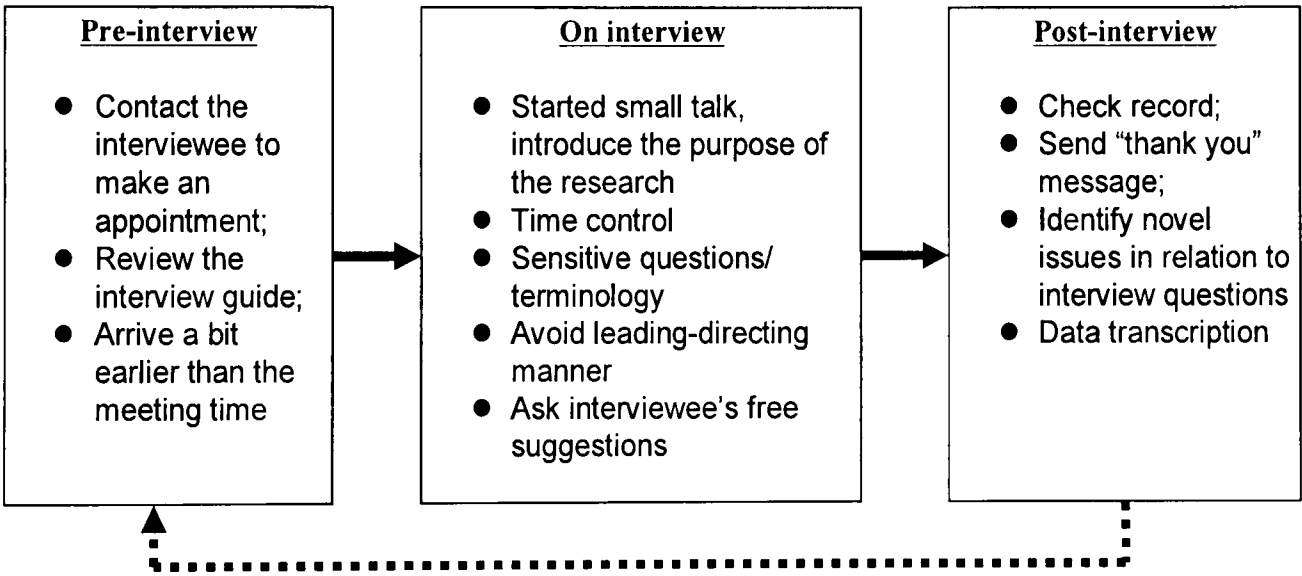 Pre-interview
Contact the
interviewee to
make an
appointment;
Review the
interview guide;
Arrive a bit
earlier than the
meeting time
On interview
Started small talk,
introduce the purpose of
the research
Time control
Sensitive questions/
terminology
Avoid leading-directing
manner
Ask interviewee’s free
suggestions
Post-interview
Check record;
Send “thank you”
message;
Identify novel
issues in relation to
interview questions
Data transcription